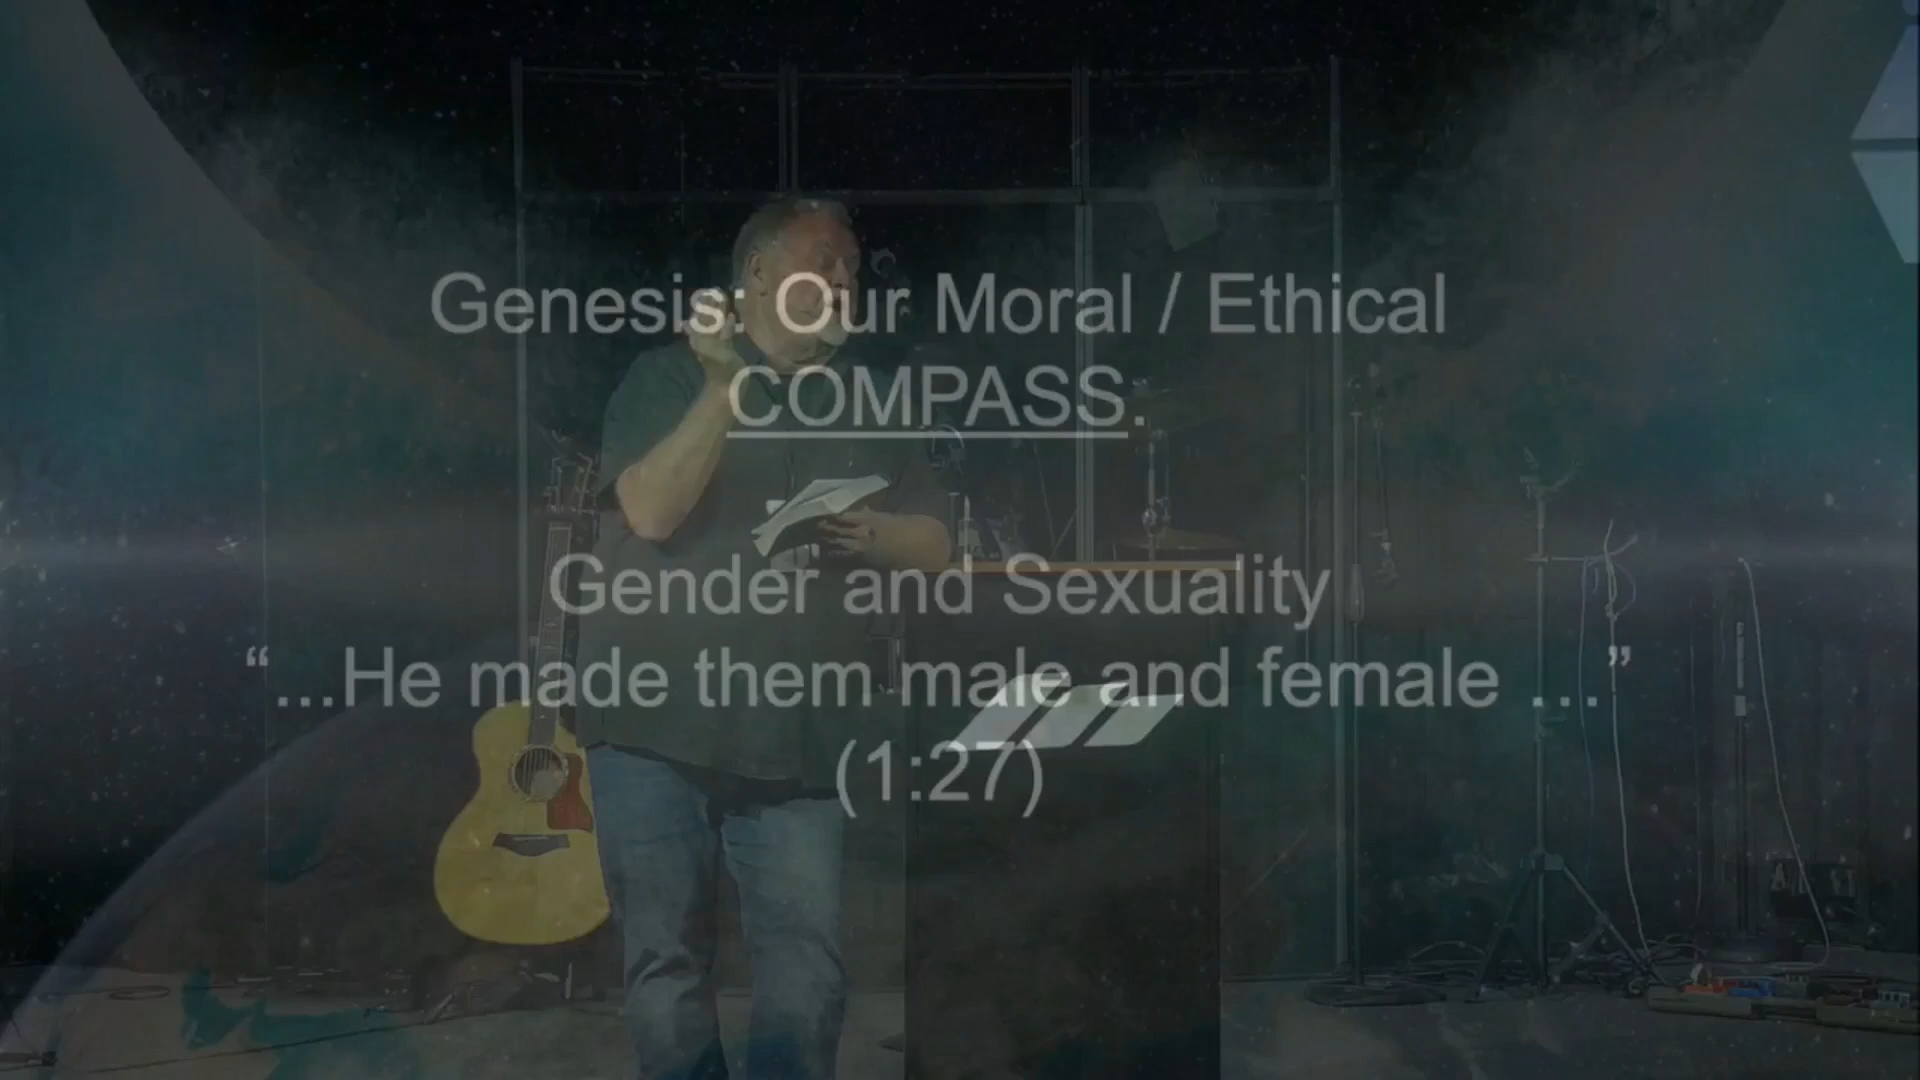 Genesis: Our Moral / Ethical
COMPASS.
Gender and Sexuality
“...He made them male and female ...”
(1:27)